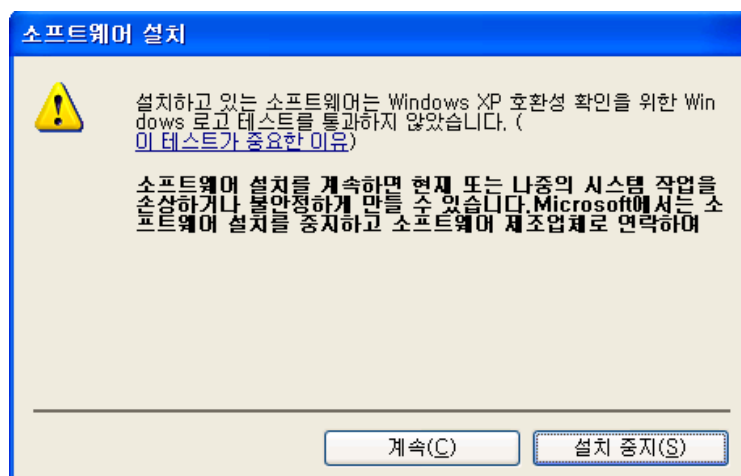 소프트웨어 설치
설치하고 있는 소프트웨어는 Windows XP 호환성 확인을 위한 Win
dows 로고 테스트를 통과하지 않았습니다. (
이 테스트가 중요한 이유)
소프트웨어 설치를 계속하면 현재 또는 나중의 시스템 작업을
손상하거나 불안정하게 만들 수 있습니다.Microsoft에서는 소
프트웨어 설치를 중지하고 소프트웨어 제조업체로 연락하여
계속(C)
설치 중지(S)